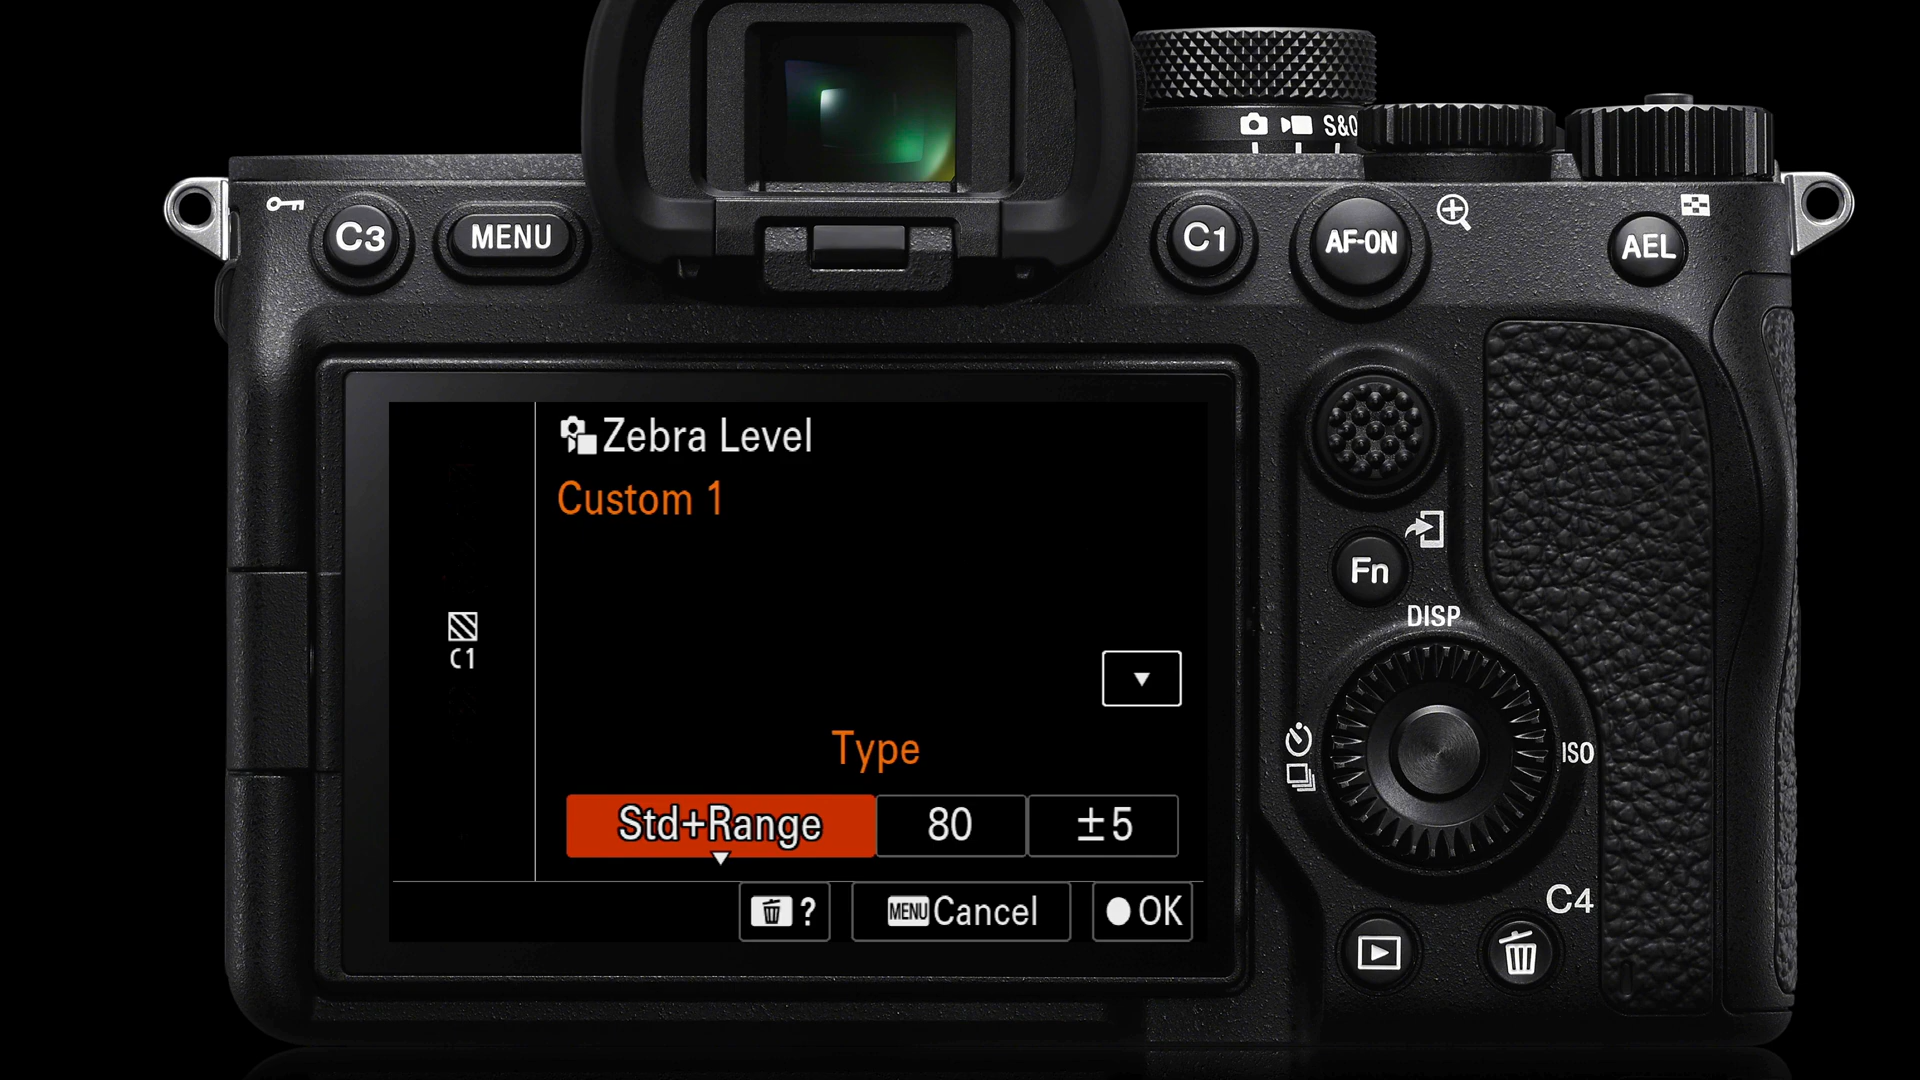 S&Q
C3
MENU
C1
AF-ON
AEL
Zebra Level
Custom 1
C1
Type
Std+Range
80
±5
?
MENU Cancel
OK
Fn
DISP
ISO
C4